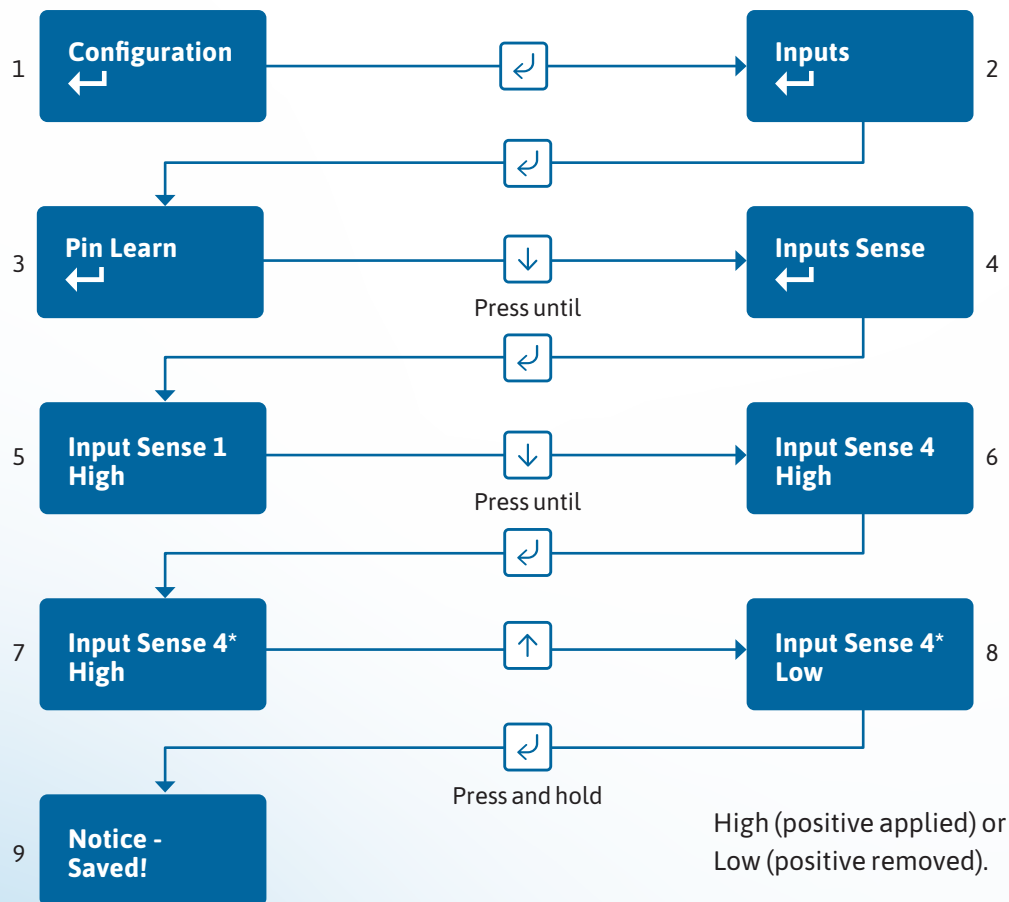 1
Configuration
Inputs
2
3
Pin Learn
Inputs Sense
4
Press until
5
Input Sense 1
High
Input Sense 4
High
6
Press until
7
Input Sense 4*
High
Input Sense 4*
Low
8
Press and hold
9
Notice -
Saved!
High (positive applied) or
Low (positive removed).